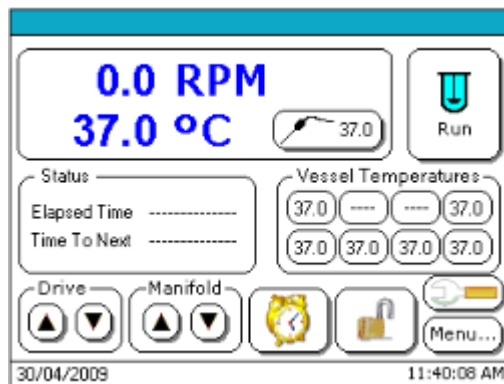 0.0 RPM
37.0 ºC
37.0
Run
Status
Elapsed Time -------------
Time To Next -------------
Vessel Temperatures
37.0 ---- ---- 37.0
37.0 37.0 37.0 37.0
Drive
Manifold
Menu...
30/04/2009
11:40:08 AM